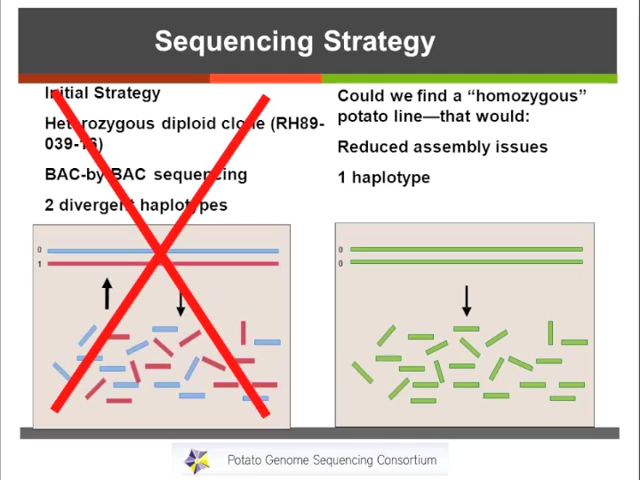 Sequencing Strategy
Initial Strategy
Heterozygous diploid clone (RH89-
039-16)
BAC-by BAC sequencing
2 divergent haplotypes
Could we find a “homozygous”
potato line—that would:
Reduced assembly issues
1 haplotype
0
1
0
0
Potato Genome Sequencing Consortium